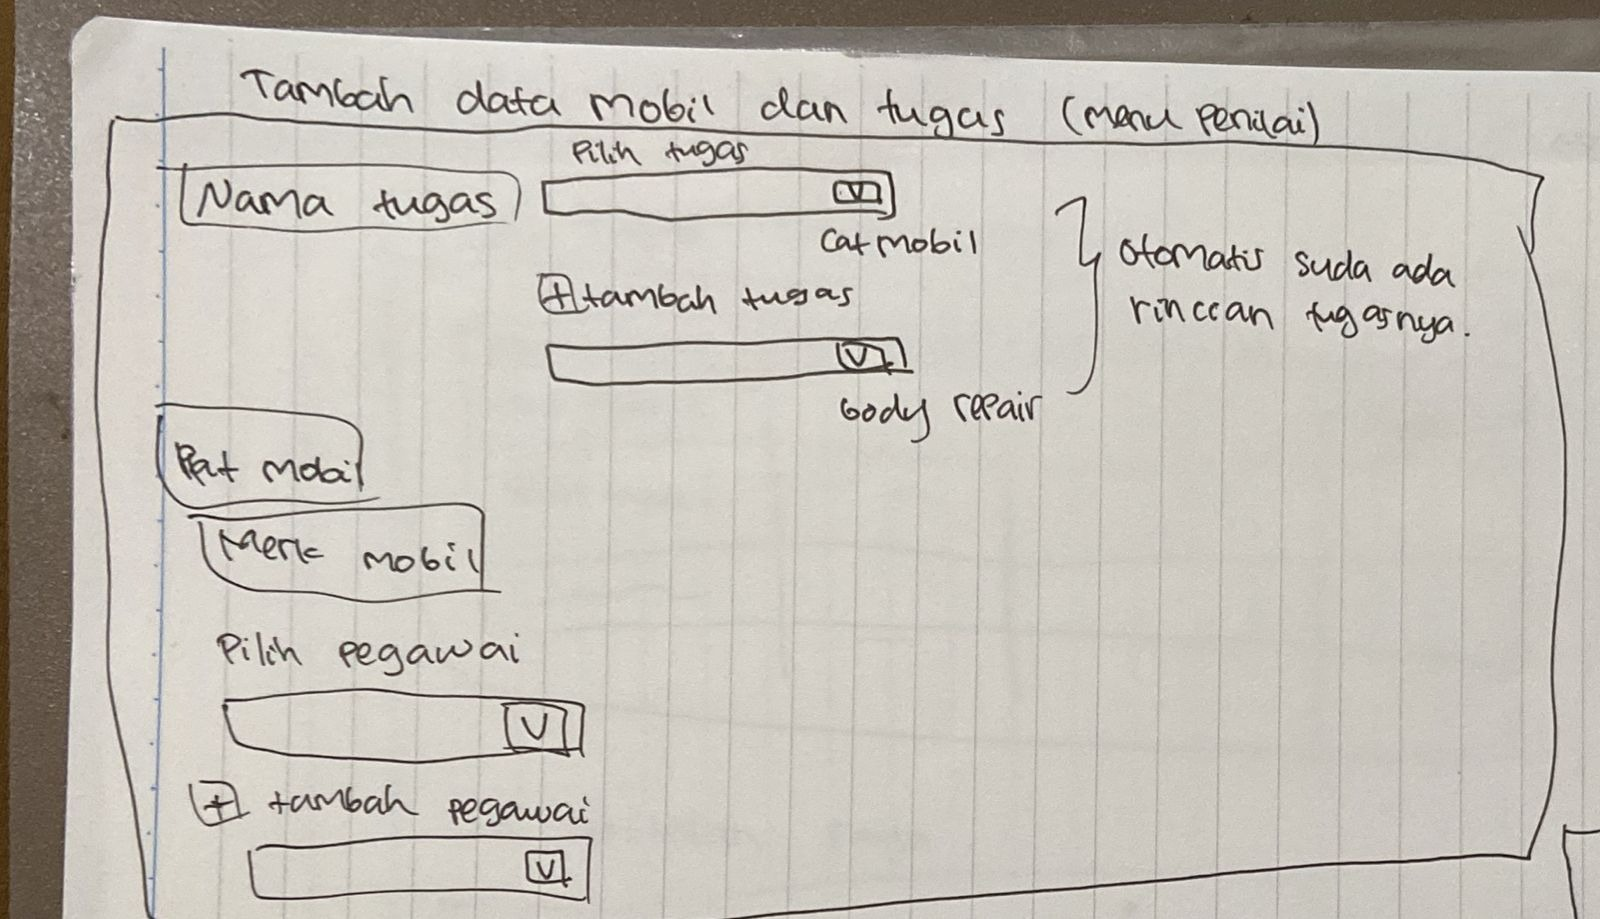 Tambah data mobil dan tugas (menu penilai)
Pilih tugas
Nama tugas
V
Cat mobil
+ tambah tugas
V
body repair
otomatis suda ada
rincian tugasnya.
Plat mobil
Merk mobil
Pilih pegawai
V
+ tambah pegawai
V